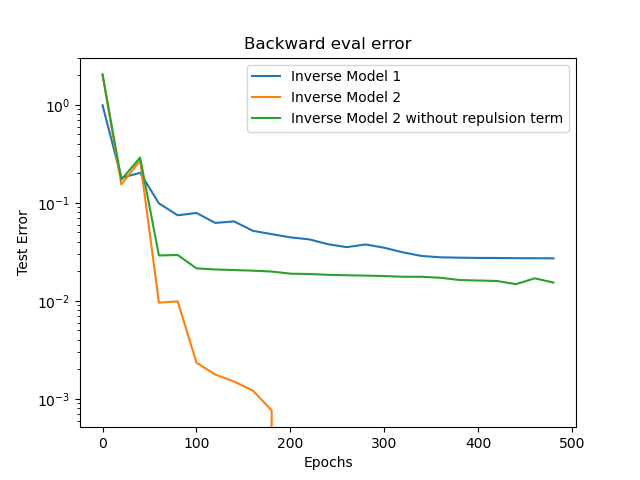 Backward eval error
Inverse Model 1
Inverse Model 2
Inverse Model 2 without repulsion term
Test Error
10⁰
10⁻¹
10⁻²
10⁻³
0 100 200 300 400 500
Epochs